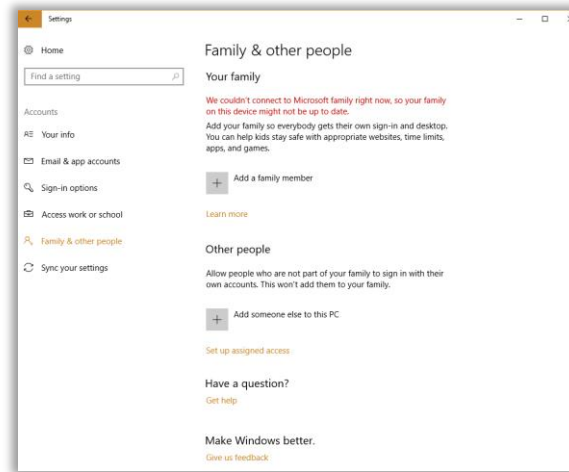 Settings
Home
Family & other people
Find a setting
Your family
We couldn't connect to Microsoft family right now, so your family
on this device might not be up to date.
Add your family so everybody gets their own sign-in and desktop.
You can help kids stay safe with appropriate websites, time limits,
apps, and games.
Add a family member
Learn more
Accounts
Your info
Email & app accounts
Sign-in options
Access work or school
Family & other people
Sync your settings
Other people
Allow people who are not part of your family to sign in with their
own accounts. This won't add them to your family.
Add someone else to this PC
Set up assigned access
Have a question?
Get help
Make Windows better.
Give us feedback